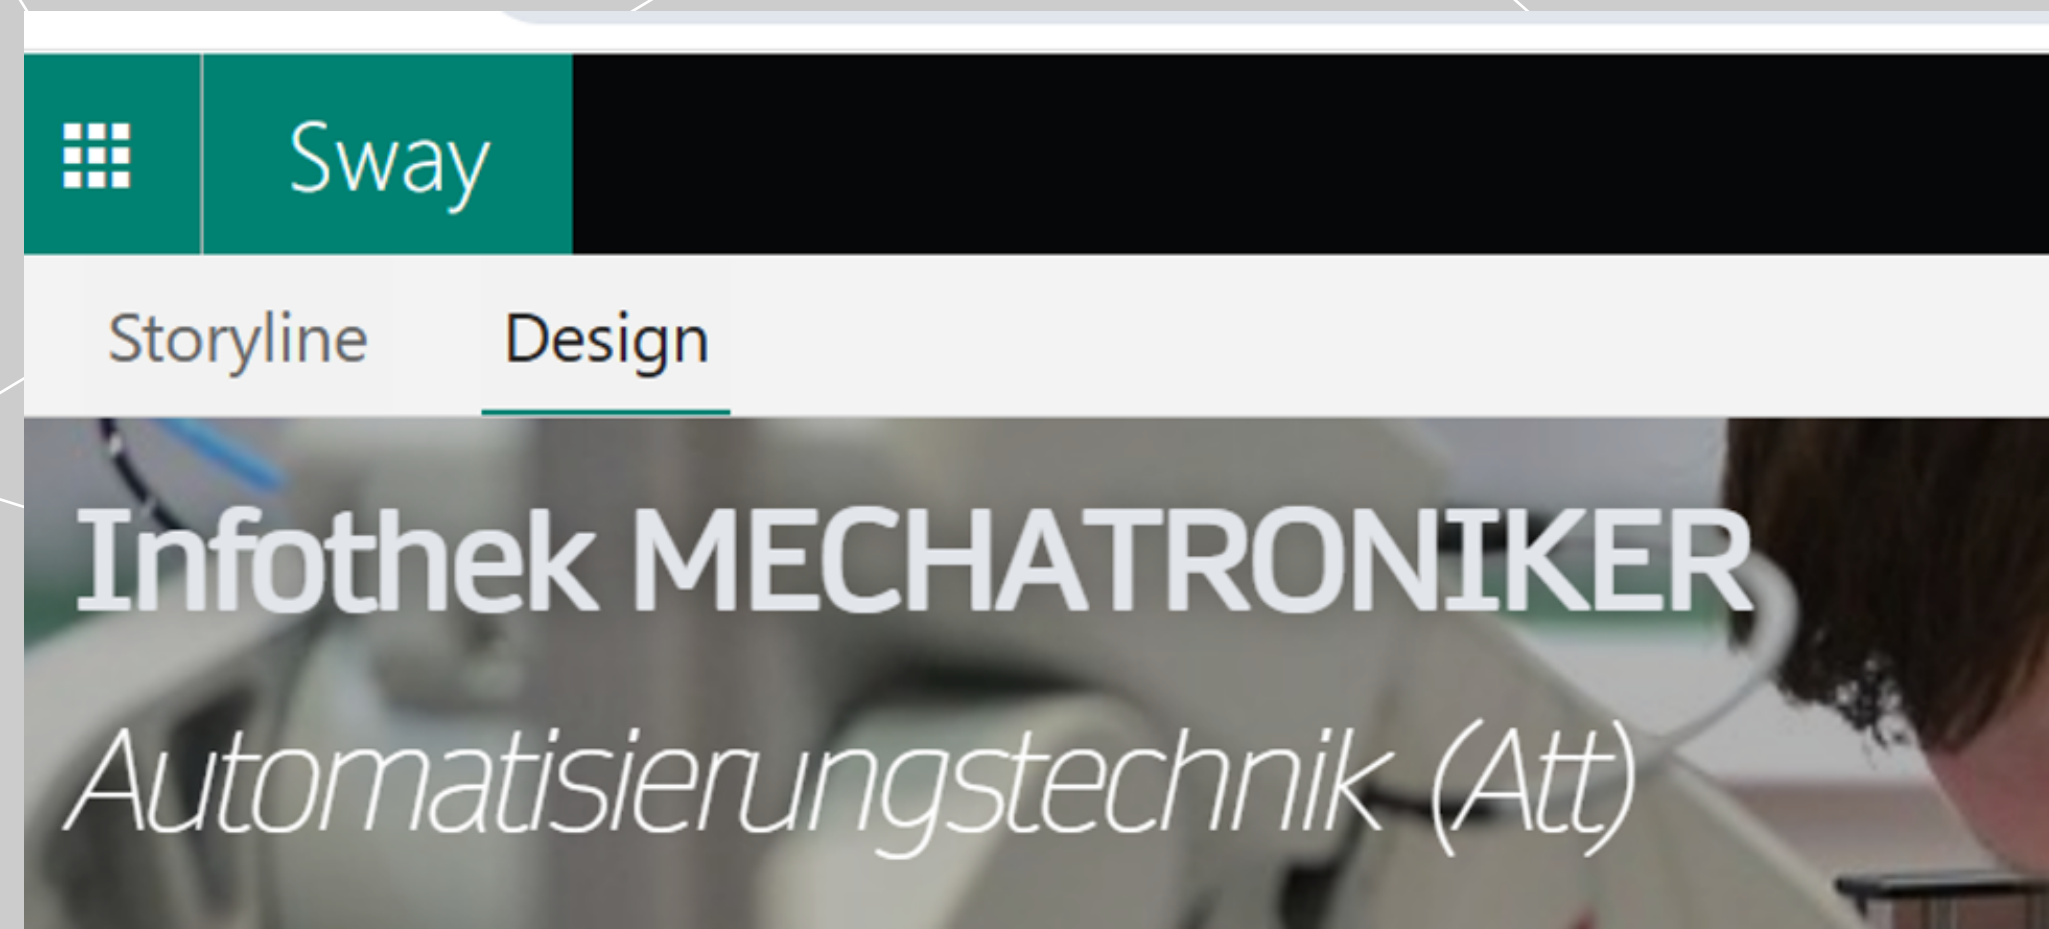 Sway
Storyline Design
Infothek MECHATRONIKER
Automatisierungstechnik (Att)